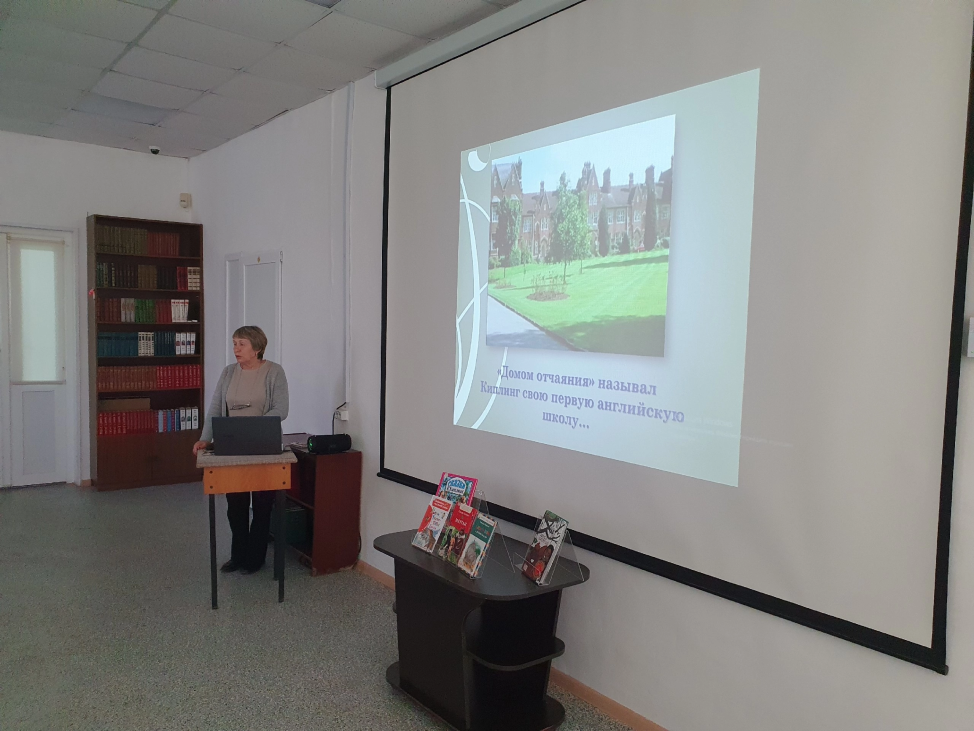 «Домом отчаяния» называл
Киплинг свою первую английскую
школу...